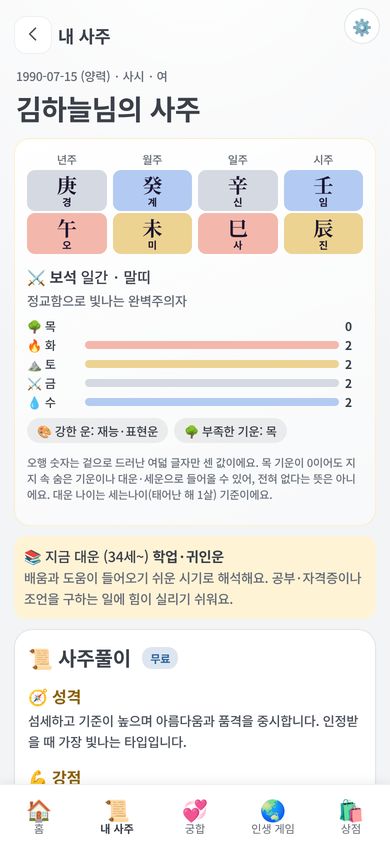 내 사주
1990-07-15 (양력) · 사시 · 여
김하늘님의 사주
년주 월주 일주 시주
庚 癸 辛 壬
경 계 신 임
午 未 巳 辰
오 미 사 진
보석 일간 · 말띠
정교함으로 빛나는 완벽주의자
목 0
화 2
토 2
금 2
수 2
강한 운: 재능·표현운 부족한 기운: 목
오행 숫자는 겉으로 드러난 여덟 글자만 센 값이에요. 목 기운이 0이어도 지
지 속 숨은 기운이나 대운·세운으로 들어올 수 있어, 전혀 없다는 뜻은 아니
에요. 대운 나이는 세는나이(태어난 해 1살) 기준이에요.
지금 대운 (34세~) 학업·귀인운
배움과 도움이 들어오기 쉬운 시기로 해석해요. 공부·자격증이나
조언을 구하는 일에 힘이 실리기 쉬워요.
사주풀이 무료
성격
섬세하고 기준이 높으며 아름다움과 품격을 중시합니다. 인정받
을 때 가장 빛나는 타입입니다.
강점
홈 내 사주 궁합 인생 게임 상점